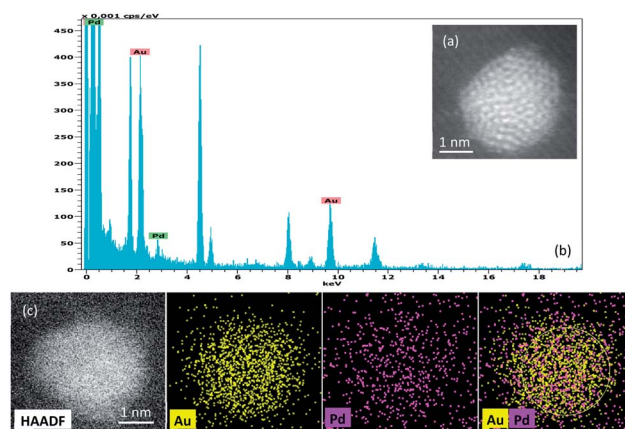 x 0,001 cps/eV
Pd
Au
Pd
Au
450
400
350
300
250
200
150
100
50
0
0
2
4
6
8
10
12
14
16
18
keV
(a)
1 nm
(b)
(c)
HAADF
1 nm
Au
Pd
Au Pd